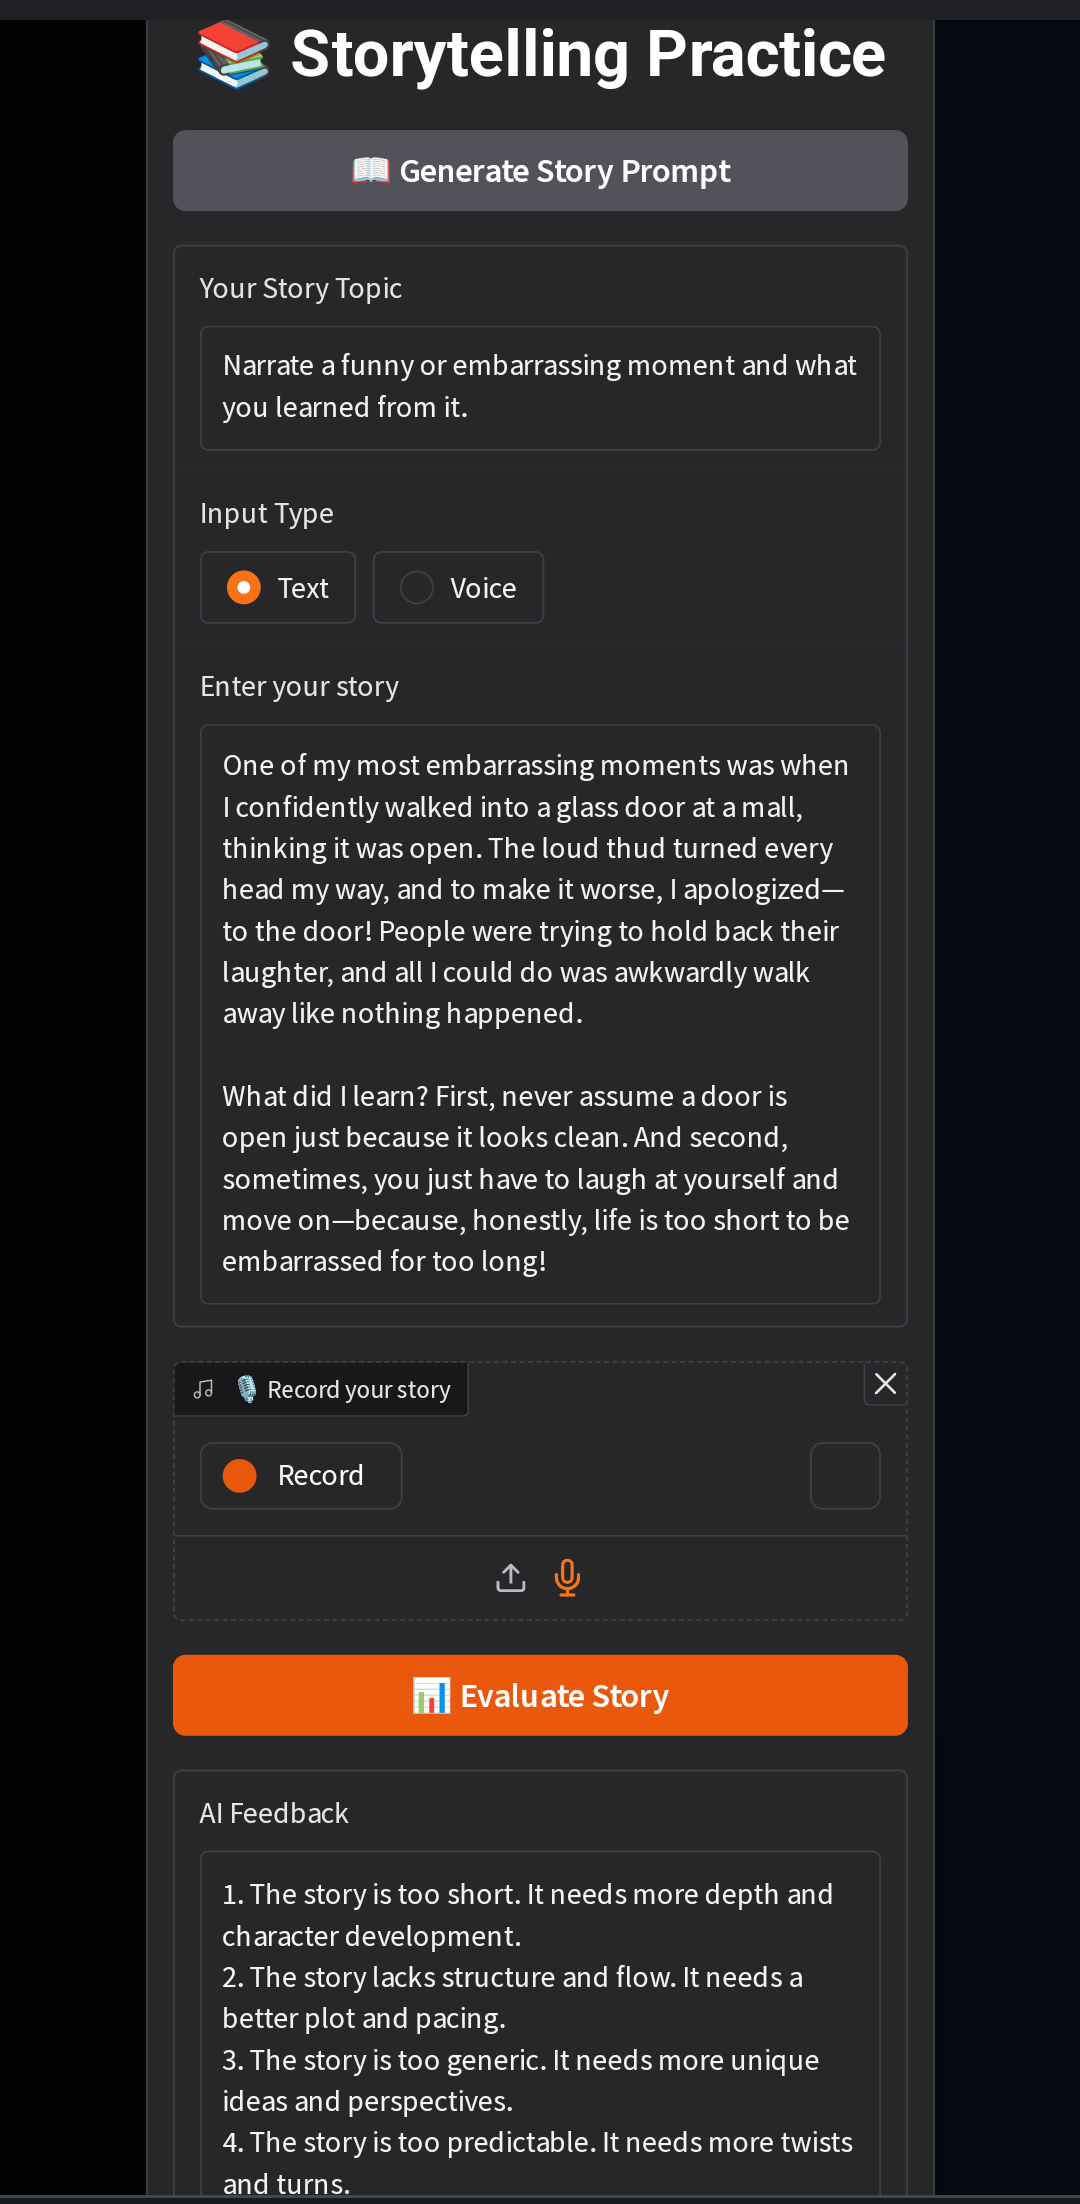 📚 Storytelling Practice
📖 Generate Story Prompt
Your Story Topic
Narrate a funny or embarrassing moment and what
you learned from it.
Input Type
Text
Voice
Enter your story
One of my most embarrassing moments was when
I confidently walked into a glass door at a mall,
thinking it was open. The loud thud turned every
head my way, and to make it worse, I apologized—
to the door! People were trying to hold back their
laughter, and all I could do was awkwardly walk
away like nothing happened.
What did I learn? First, never assume a door is
open just because it looks clean. And second,
sometimes, you just have to laugh at yourself and
move on—because, honestly, life is too short to be
embarrassed for too long!
🎙️ Record your story
Record
📊 Evaluate Story
AI Feedback
1. The story is too short. It needs more depth and
character development.
2. The story lacks structure and flow. It needs a
better plot and pacing.
3. The story is too generic. It needs more unique
ideas and perspectives.
4. The story is too predictable. It needs more twists
and turns.